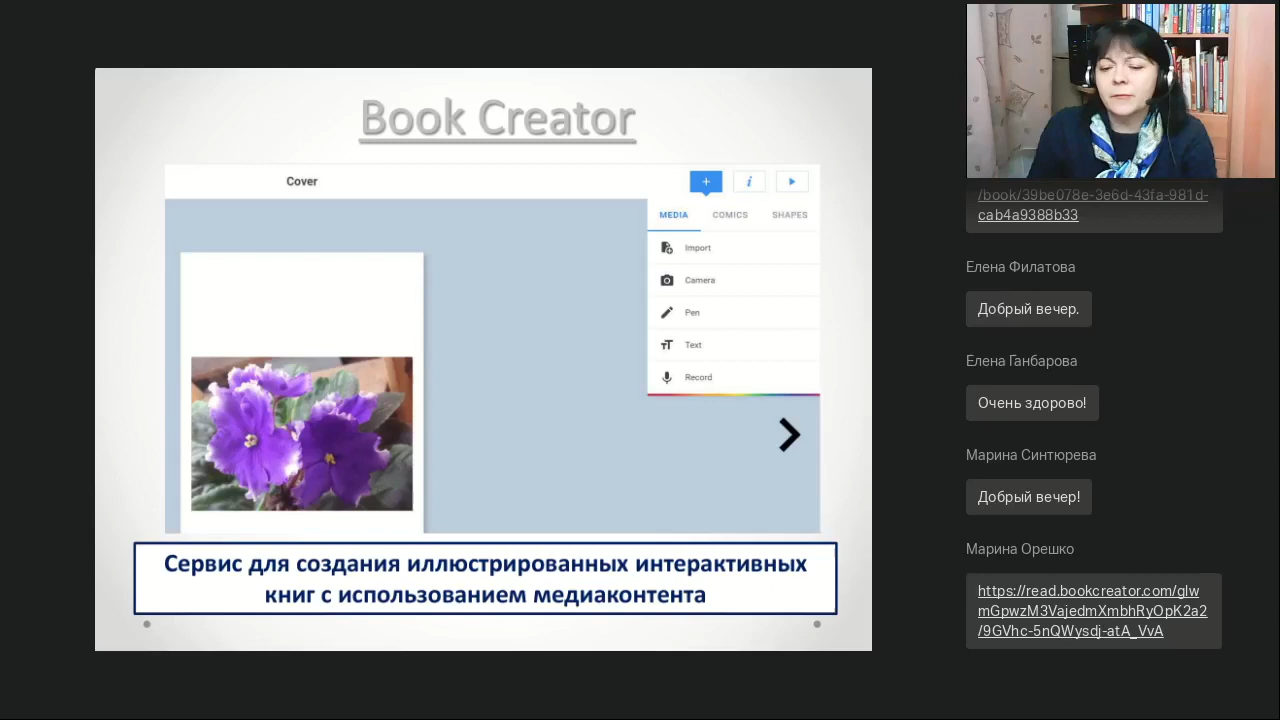 Book Creator
Cover
+
i
MEDIA COMICS SHAPES
Import
Camera
Pen
Text
Record
Сервис для создания иллюстрированных интерактивных
книг с использованием медиаконтента
/book/39be078e-3e6d-43fa-981d-
cab4a9388b33
Елена Филатова
Добрый вечер.
Елена Ганбарова
Очень здорово!
Марина Синтюрева
Добрый вечер!
Марина Орешко
https://read.bookcreator.com/glw
mGpwzM3VajedmXmbhRyOpK2a2
/9GVhc-5nQWysdj-atA_VvA